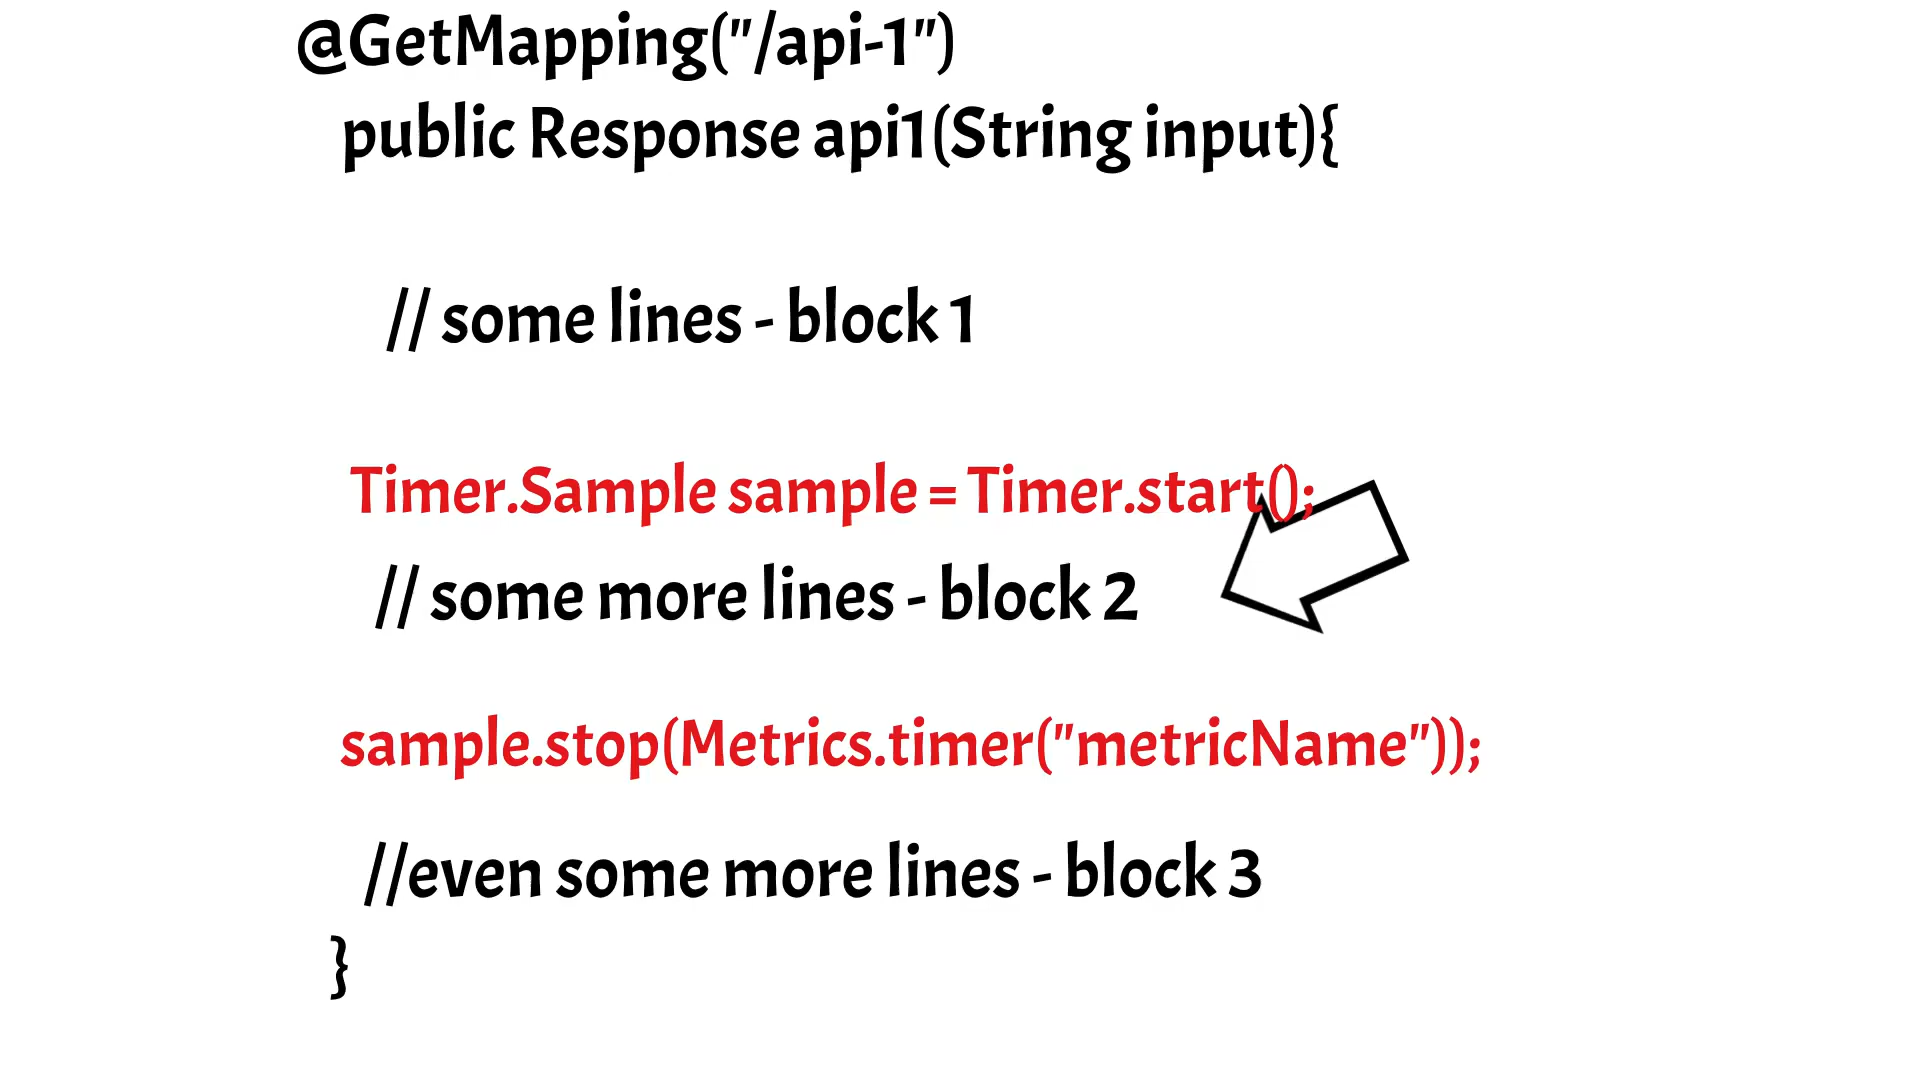 @GetMapping("/api-1")
public Response api1(String input){
// some lines - block 1
Timer.Sample sample = Timer.start();
// some more lines - block 2
sample.stop(Metrics.timer("metricName"));
//even some more lines - block 3
}